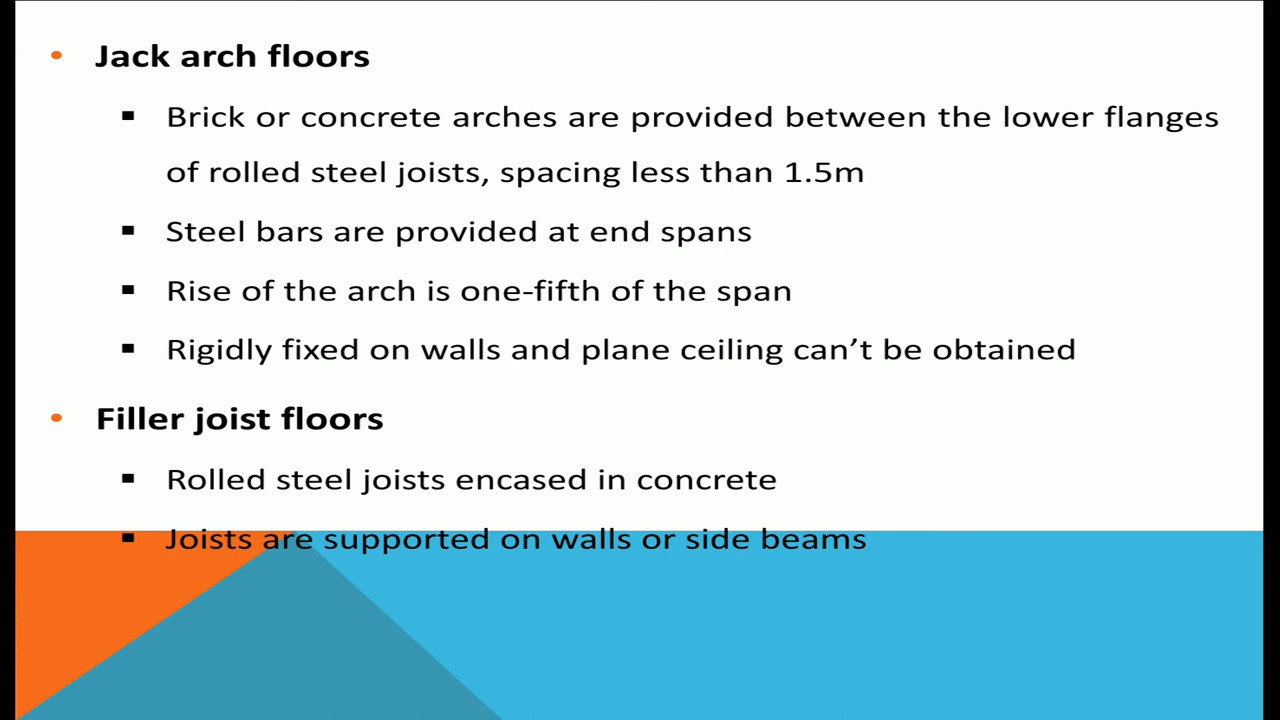 • Jack arch floors
▪ Brick or concrete arches are provided between the lower flanges
of rolled steel joists, spacing less than 1.5m
▪ Steel bars are provided at end spans
▪ Rise of the arch is one-fifth of the span
▪ Rigidly fixed on walls and plane ceiling can’t be obtained
• Filler joist floors
▪ Rolled steel joists encased in concrete
▪ Joists are supported on walls or side beams